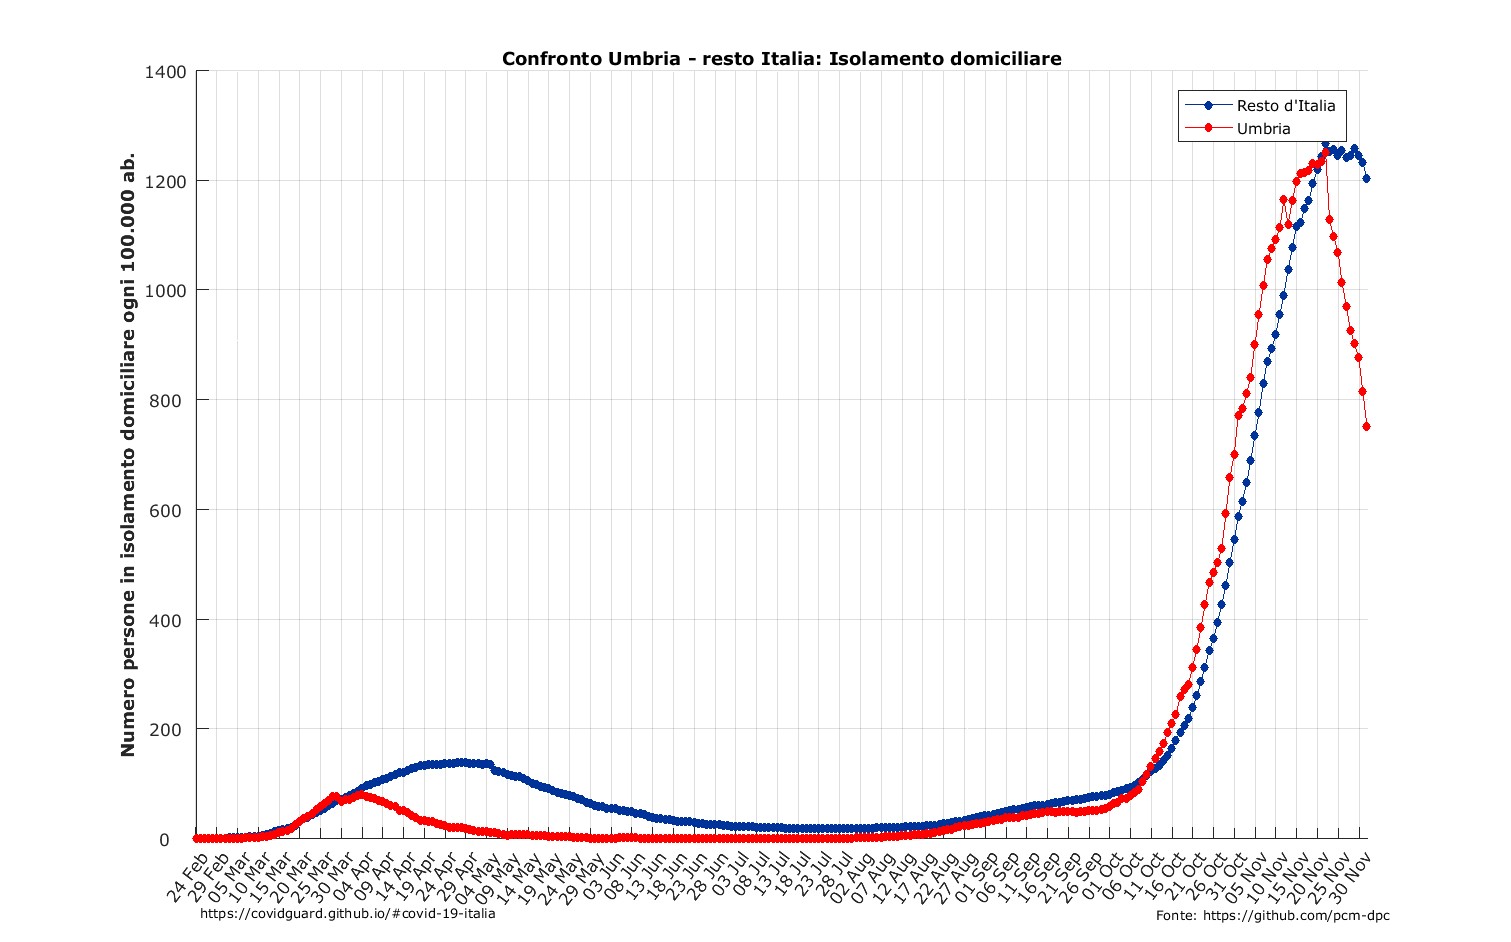 Confronto Umbria - resto Italia: Isolamento domiciliare
Numero persone in isolamento domiciliare ogni 100.000 ab.
1400
1200
1000
800
600
400
200
0
Resto d'Italia
Umbria
24 Feb
29 Feb
05 Mar
10 Mar
15 Mar
20 Mar
25 Mar
30 Mar
04 Apr
09 Apr
14 Apr
19 Apr
24 Apr
29 Apr
04 May
09 May
14 May
19 May
24 May
29 May
03 Jun
08 Jun
13 Jun
18 Jun
23 Jun
28 Jun
03 Jul
08 Jul
13 Jul
18 Jul
23 Jul
28 Jul
02 Aug
07 Aug
12 Aug
17 Aug
22 Aug
27 Aug
01 Sep
06 Sep
11 Sep
16 Sep
21 Sep
26 Sep
01 Oct
06 Oct
11 Oct
16 Oct
21 Oct
26 Oct
31 Oct
05 Nov
10 Nov
15 Nov
20 Nov
25 Nov
30 Nov
https://covidguard.github.io/#covid-19-italia
Fonte: https://github.com/pcm-dpc